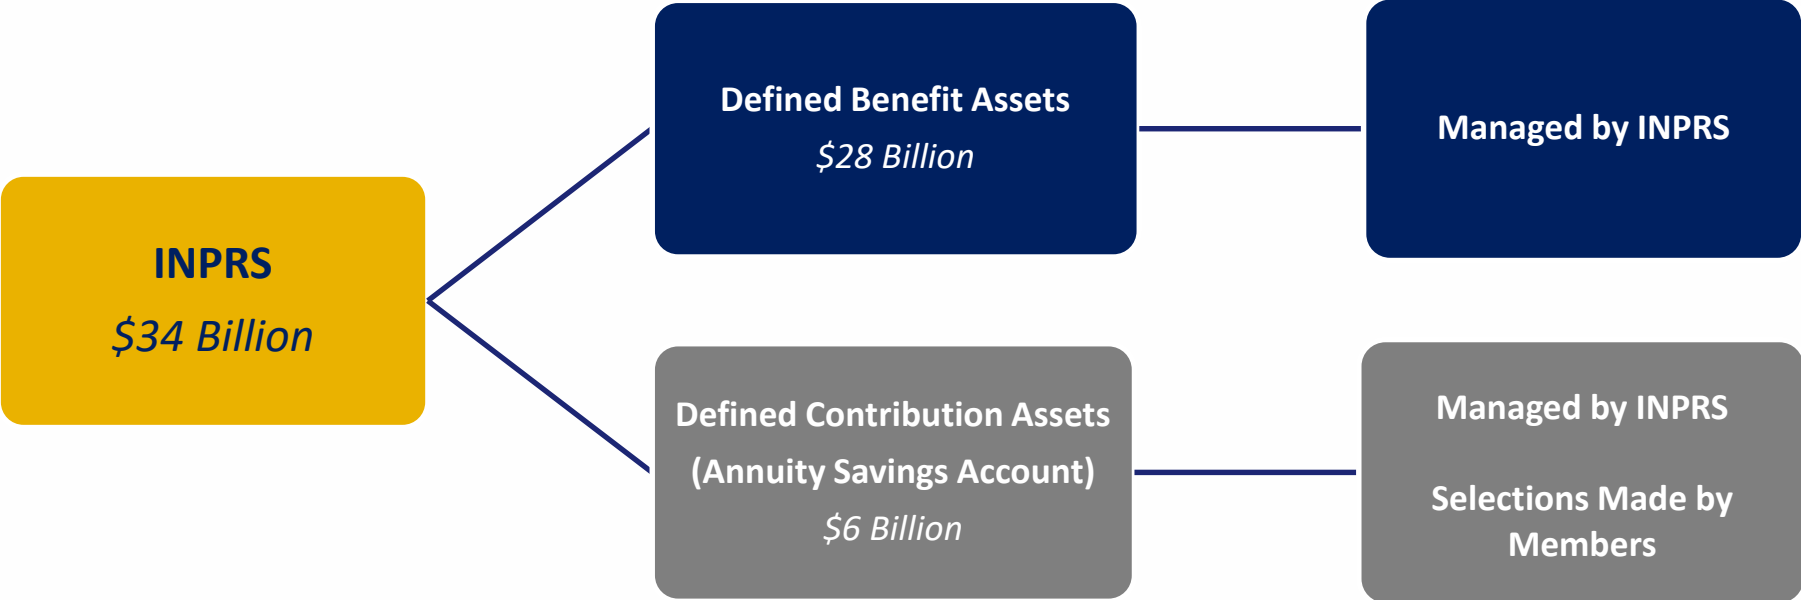 INPRS
$34 Billion
Defined Benefit Assets
$28 Billion
Managed by INPRS
Defined Contribution Assets
(Annuity Savings Account)
$6 Billion
Managed by INPRS
Selections Made by
Members